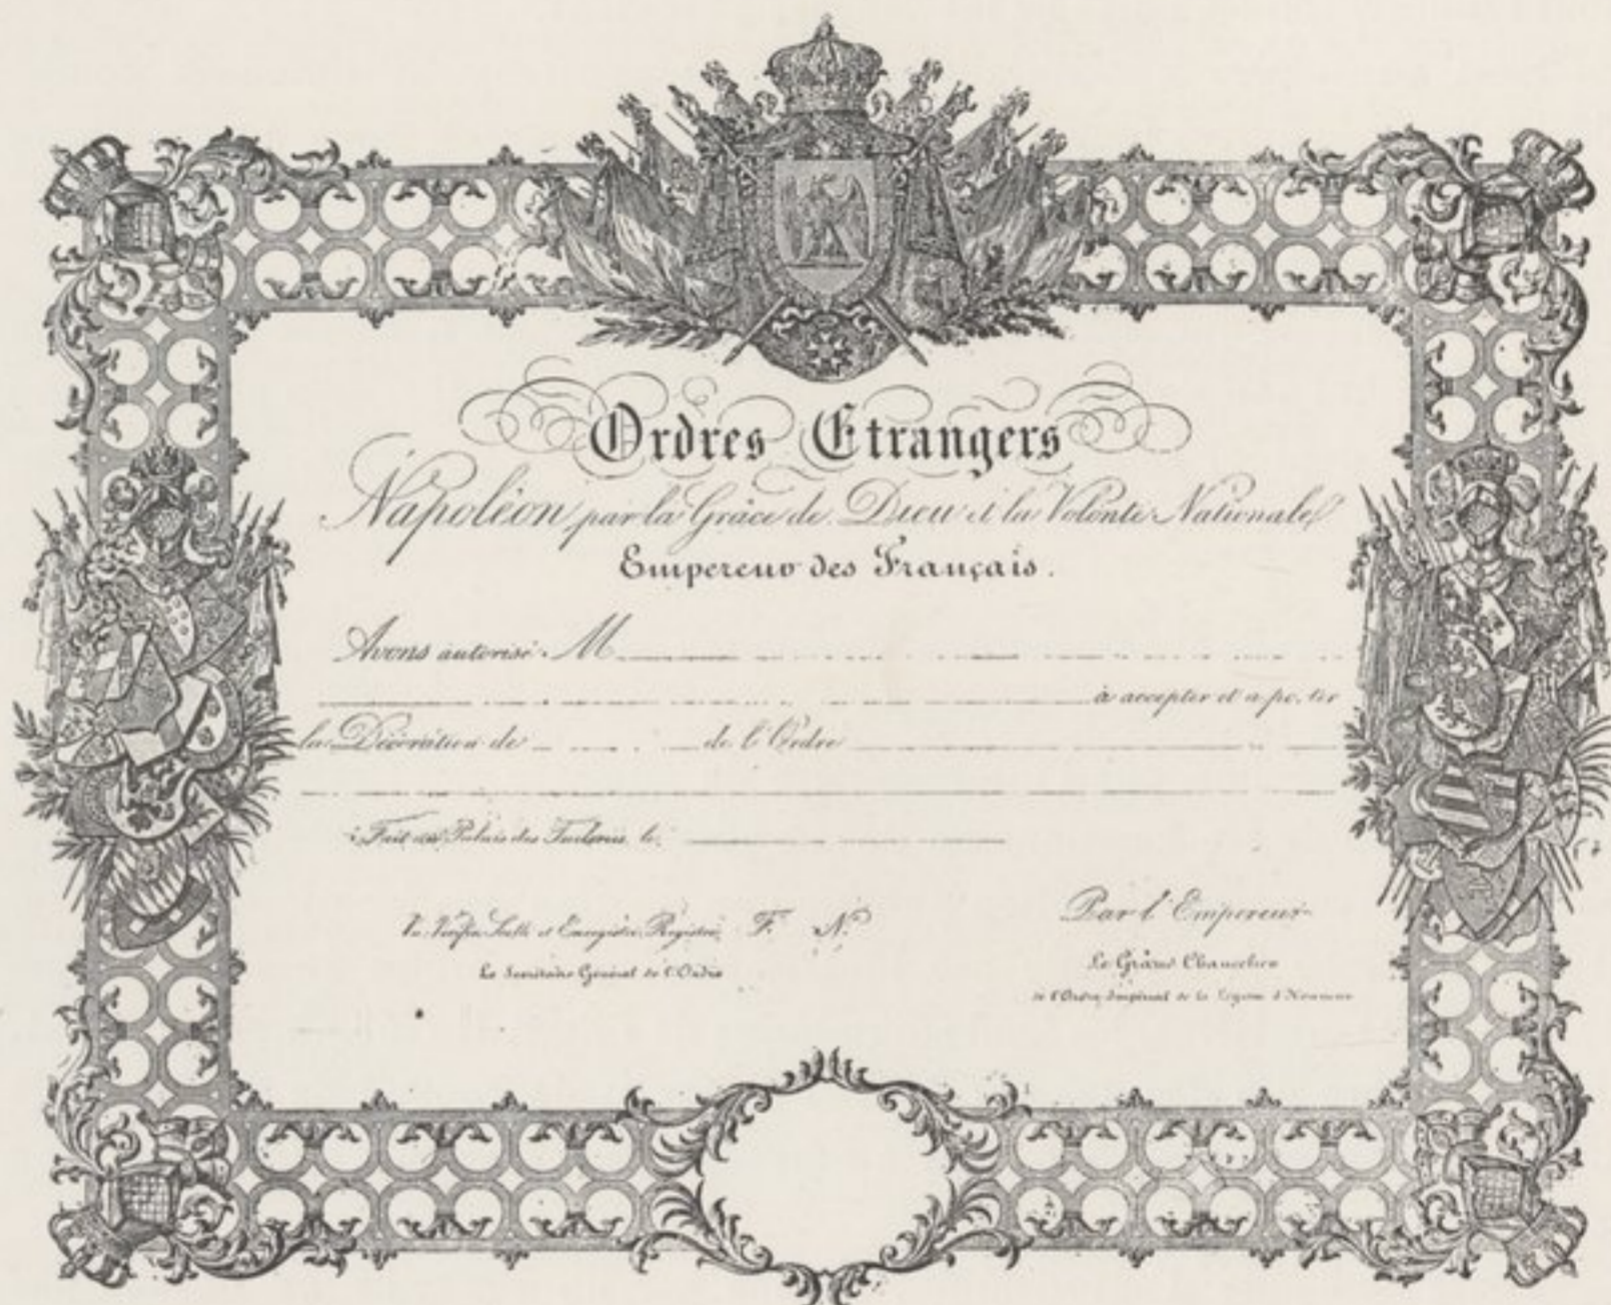 Ordres Etrangers
Napoléon, par la Grâce de Dieu et la Volonté Nationale,
Empereur des Français.
Avons autorisé M
à accepter et à porter
la Décoration de de l'Ordre
Fait au Palais des Tuileries, le
Vu, Vérifié, Scellé et Enregistré, Registre, F. Nº
Par l'Empereur
Le Grand Chancelier
Le Secrétaire Général de l'Ordre
de l'Ordre Impérial de la Légion d'Honneur